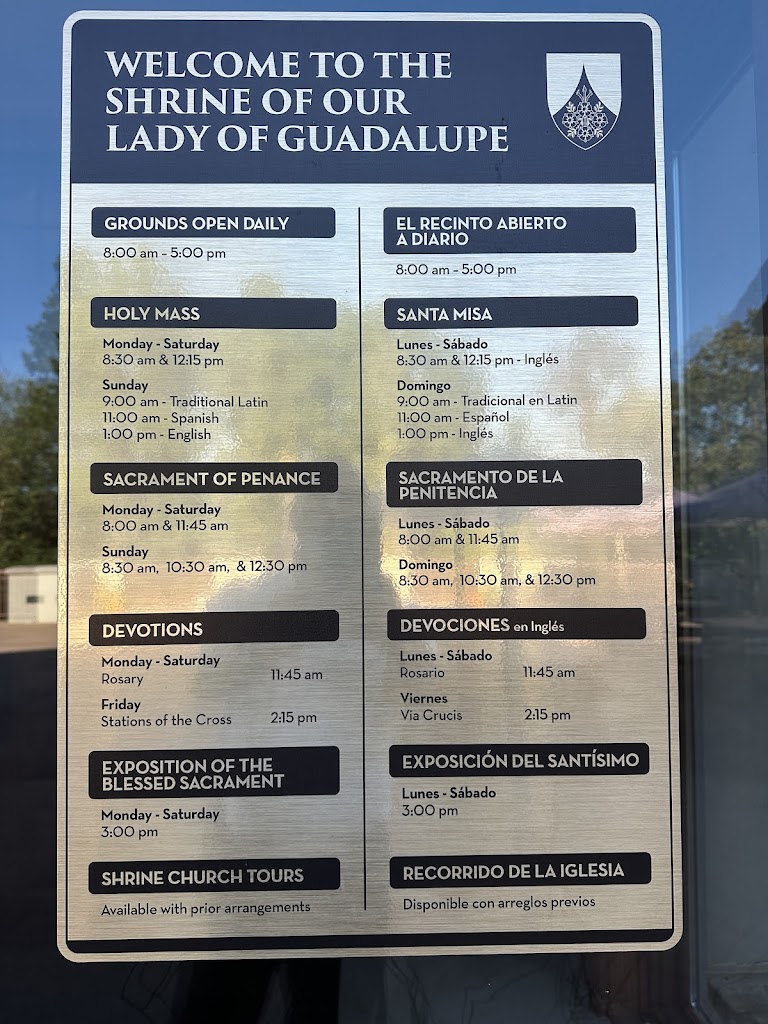 WELCOME TO THE
SHRINE OF OUR
LADY OF GUADALUPE
GROUNDS OPEN DAILY
8:00 am – 5:00 pm
HOLY MASS
Monday - Saturday
8:30 am & 12:15 pm
Sunday
9:00 am - Traditional Latin
11:00 am - Spanish
1:00 pm - English
SACRAMENT OF PENANCE
Monday - Saturday
8:00 am & 11:45 am
Sunday
8:30 am, 10:30 am, & 12:30 pm
DEVOTIONS
Monday - Saturday
Rosary 11:45 am
Friday
Stations of the Cross 2:15 pm
EXPOSITION OF THE
BLESSED SACRAMENT
Monday - Saturday
3:00 pm
SHRINE CHURCH TOURS
Available with prior arrangements
EL RECINTO ABIERTO
A DIARIO
8:00 am – 5:00 pm
SANTA MISA
Lunes - Sábado
8:30 am & 12:15 pm - Inglés
Domingo
9:00 am - Tradicional en Latin
11:00 am - Español
1:00 pm - Inglés
SACRAMENTO DE LA
PENITENCIA
Lunes - Sábado
8:00 am & 11:45 am
Domingo
8:30 am, 10:30 am, & 12:30 pm
DEVOCIONES en Inglés
Lunes - Sábado
Rosario 11:45 am
Viernes
Via Crucis 2:15 pm
EXPOSICIÓN DEL SANTÍSIMO
Lunes - Sábado
3:00 pm
RECORRIDO DE LA IGLESIA
Disponible con arreglos previos